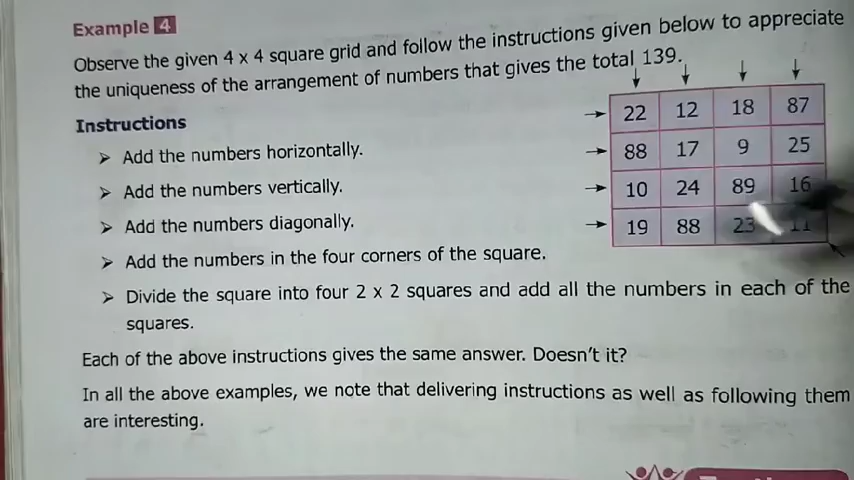 Example 4
Observe the given 4 x 4 square grid and follow the instructions given below to appreciate
the uniqueness of the arrangement of numbers that gives the total 139.
Instructions
➤ Add the numbers horizontally.
➤ Add the numbers vertically.
➤ Add the numbers diagonally.
➤ Add the numbers in the four corners of the square.
➤ Divide the square into four 2 x 2 squares and add all the numbers in each of the
squares.
22 12 18 87
88 17 9 25
10 24 89 16
19 88 23 11
Each of the above instructions gives the same answer. Doesn't it?
In all the above examples, we note that delivering instructions as well as following them
are interesting.